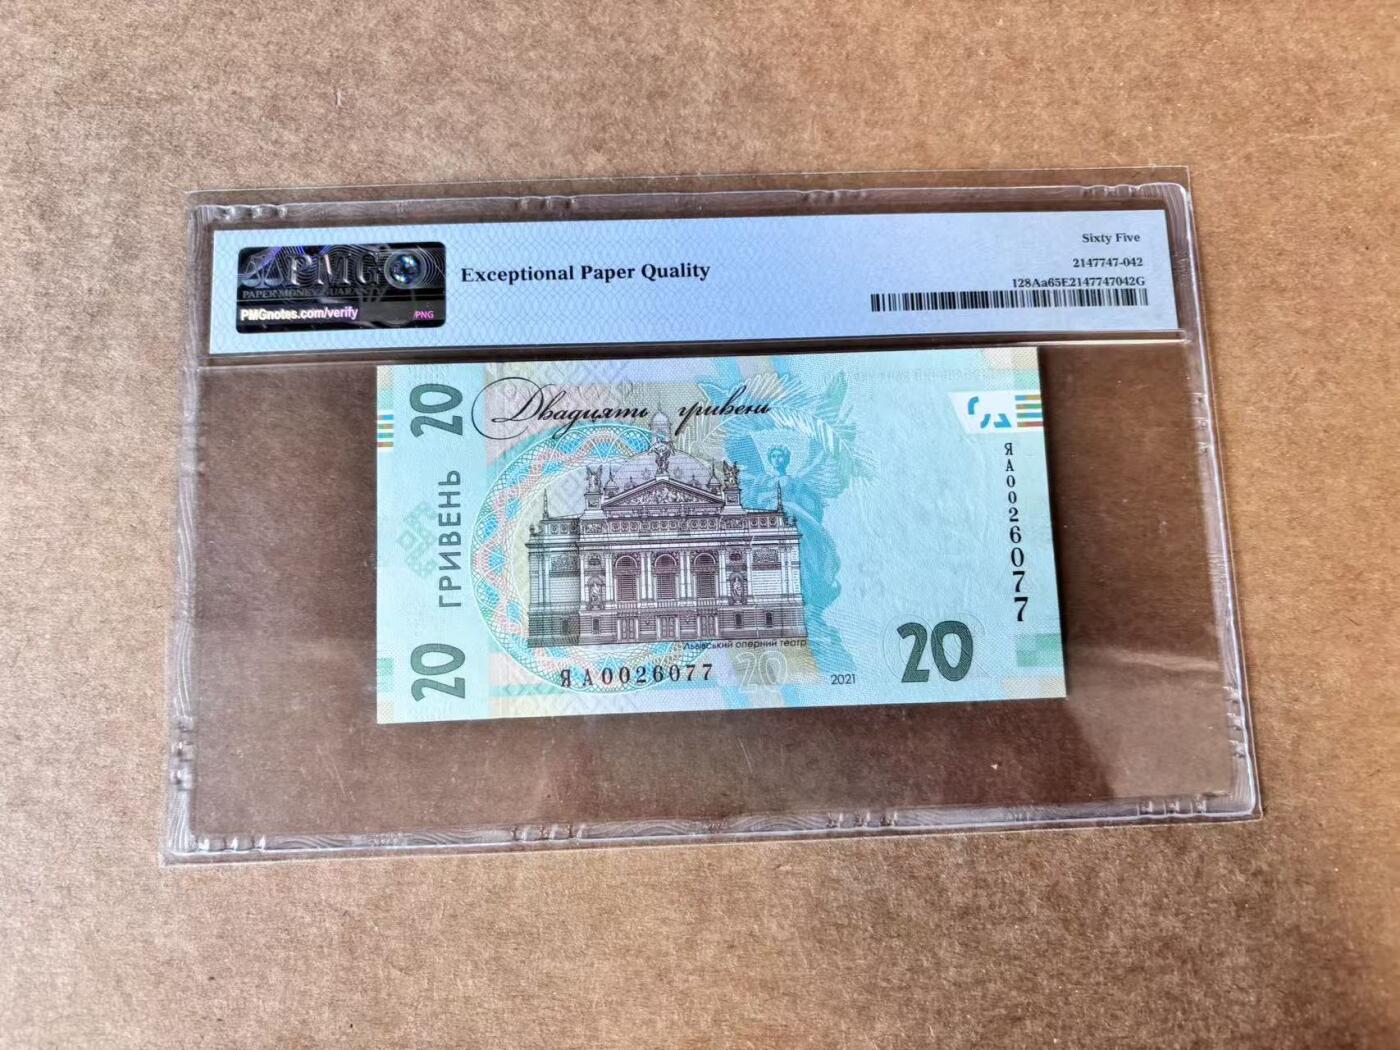 PMG
PAPER MONEY GUARANTY
PMGnotes.com/verify
PNG
Exceptional Paper Quality
Sixty Five
2147747-042
128Aa65E2147747042G
20
ГРИВЕНЬ
20
Двадцять гривень
ЯА0026077
Львівський оперний театр
ЯА0026077
20
2021
20